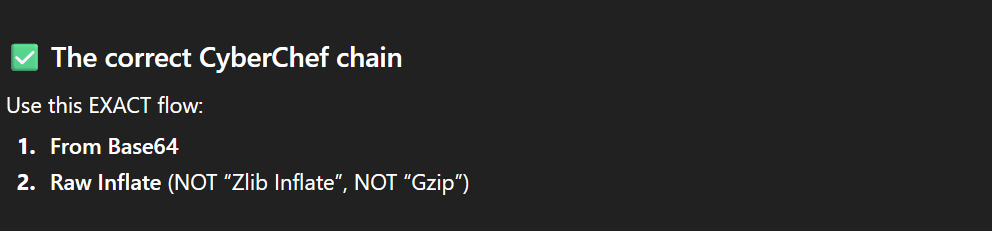 ✅ The correct CyberChef chain
Use this EXACT flow:
1. From Base64
2. Raw Inflate (NOT “Zlib Inflate”, NOT “Gzip”)